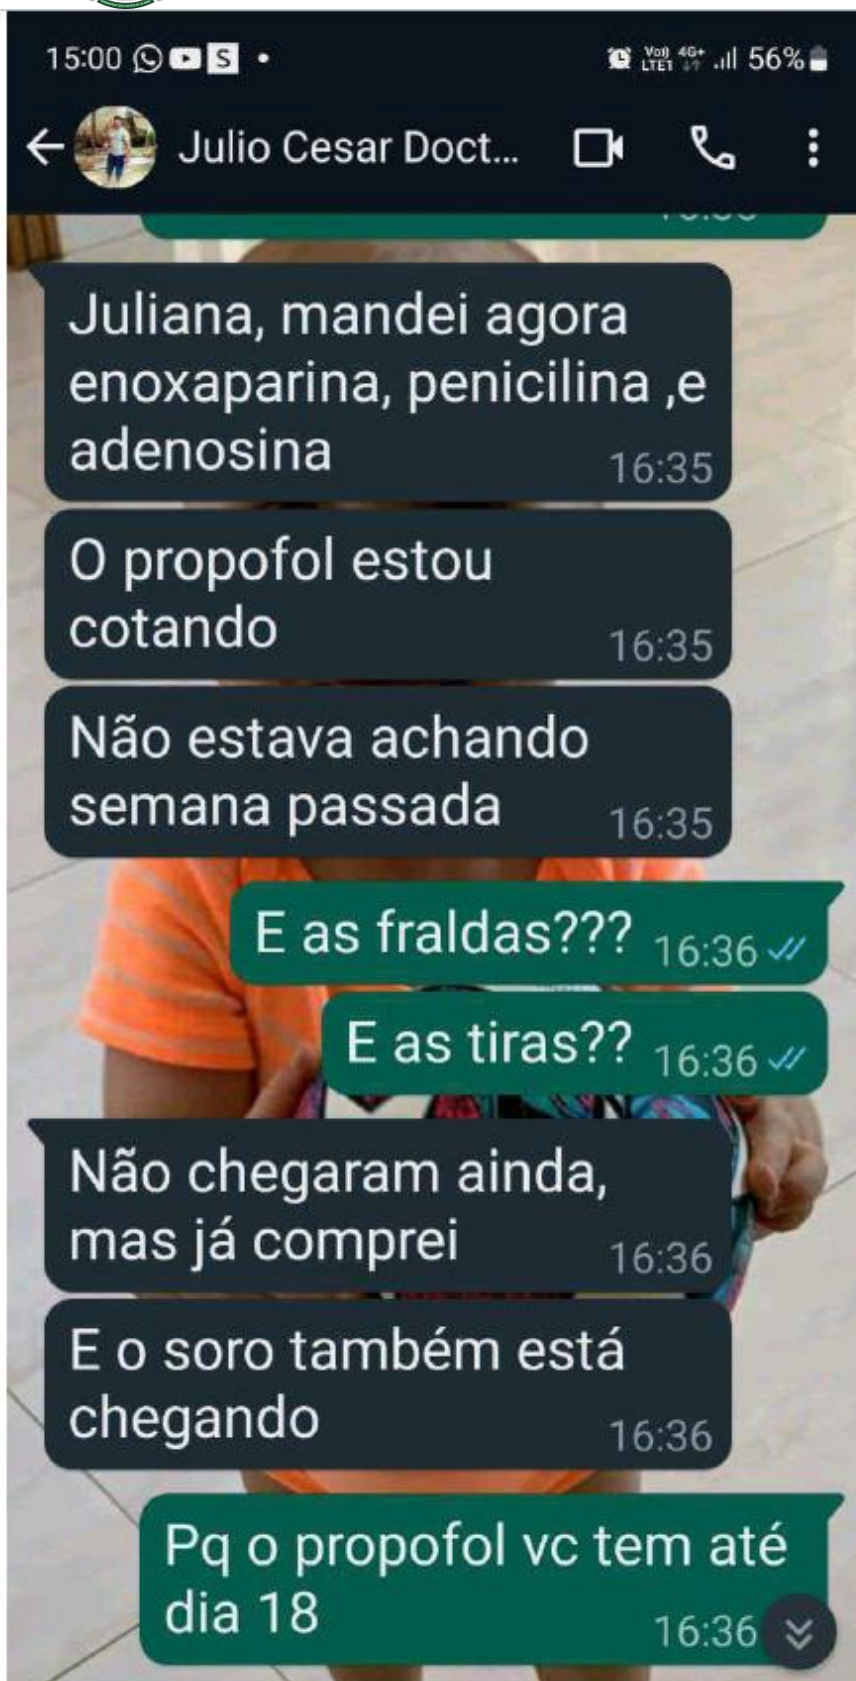 15:00 S
Voi) 4G+
LTE1 56%
Julio Cesar Doct...
Juliana, mandei agora
enoxaparina, penicilina ,e
adenosina 16:35
O propofol estou
cotando 16:35
Não estava achando
semana passada 16:35
E as fraldas??? 16:36
E as tiras?? 16:36
Não chegaram ainda,
mas já comprei 16:36
E o soro também está
chegando 16:36
Pq o propofol vc tem até
dia 18 16:36